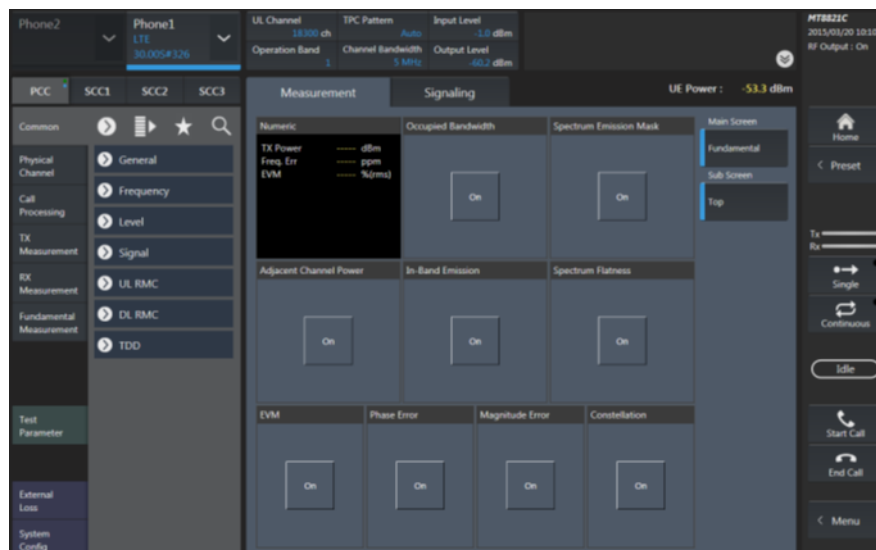 Phone2
Phone1
LTE
30.00S#326
UL Channel
18300 ch
TPC Pattern
Auto
Input Level
-1.0 dBm
Operation Band
1
Channel Bandwidth
5 MHz
Output Level
-60.2 dBm
MT8821C
2015/03/20 10:10
RF Output : On
PCC
SCC1
SCC2
SCC3
Measurement
Signaling
UE Power : -53.3 dBm
Common
Physical
Channel
Call
Processing
TX
Measurement
RX
Measurement
Fundamental
Measurement
Test
Parameter
External
Loss
System
Config
General
Frequency
Level
Signal
UL RMC
DL RMC
TDD
Numeric
TX Power ----- dBm
Freq. Err ----- ppm
EVM ----- %(rms)
Occupied Bandwidth
On
Spectrum Emission Mask
On
Adjacent Channel Power
On
In-Band Emission
On
Spectrum Flatness
On
EVM
On
Phase Error
On
Magnitude Error
On
Constellation
On
Main Screen
Fundamental
Sub Screen
Top
Home
Preset
Tx
Rx
Single
Continuous
Idle
Start Call
End Call
Menu